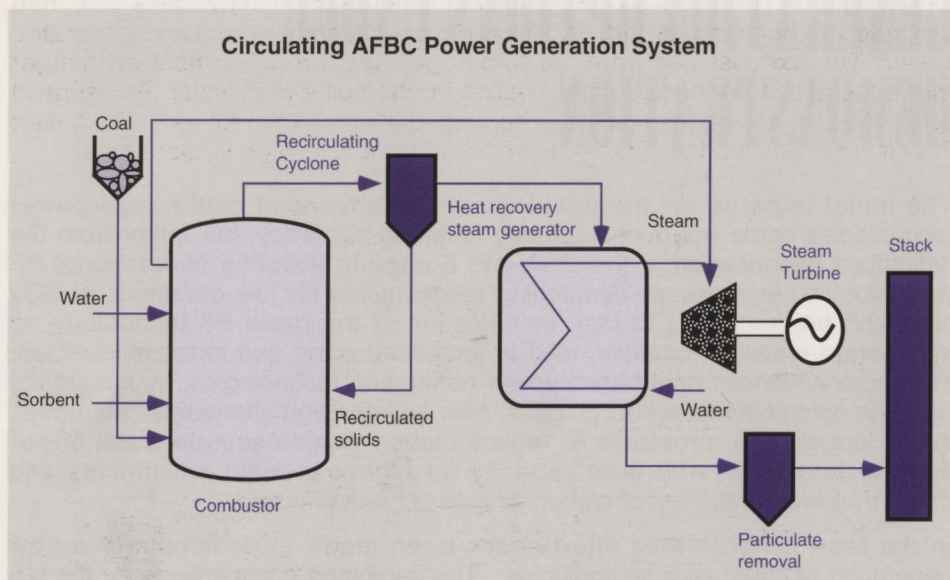 Circulating AFBC Power Generation System
Coal
Recirculating
Cyclone
Heat recovery
steam generator
Steam
Steam
Turbine
Stack
Water
Sorbent
Recirculated
solids
Water
Combustor
Particulate
removal